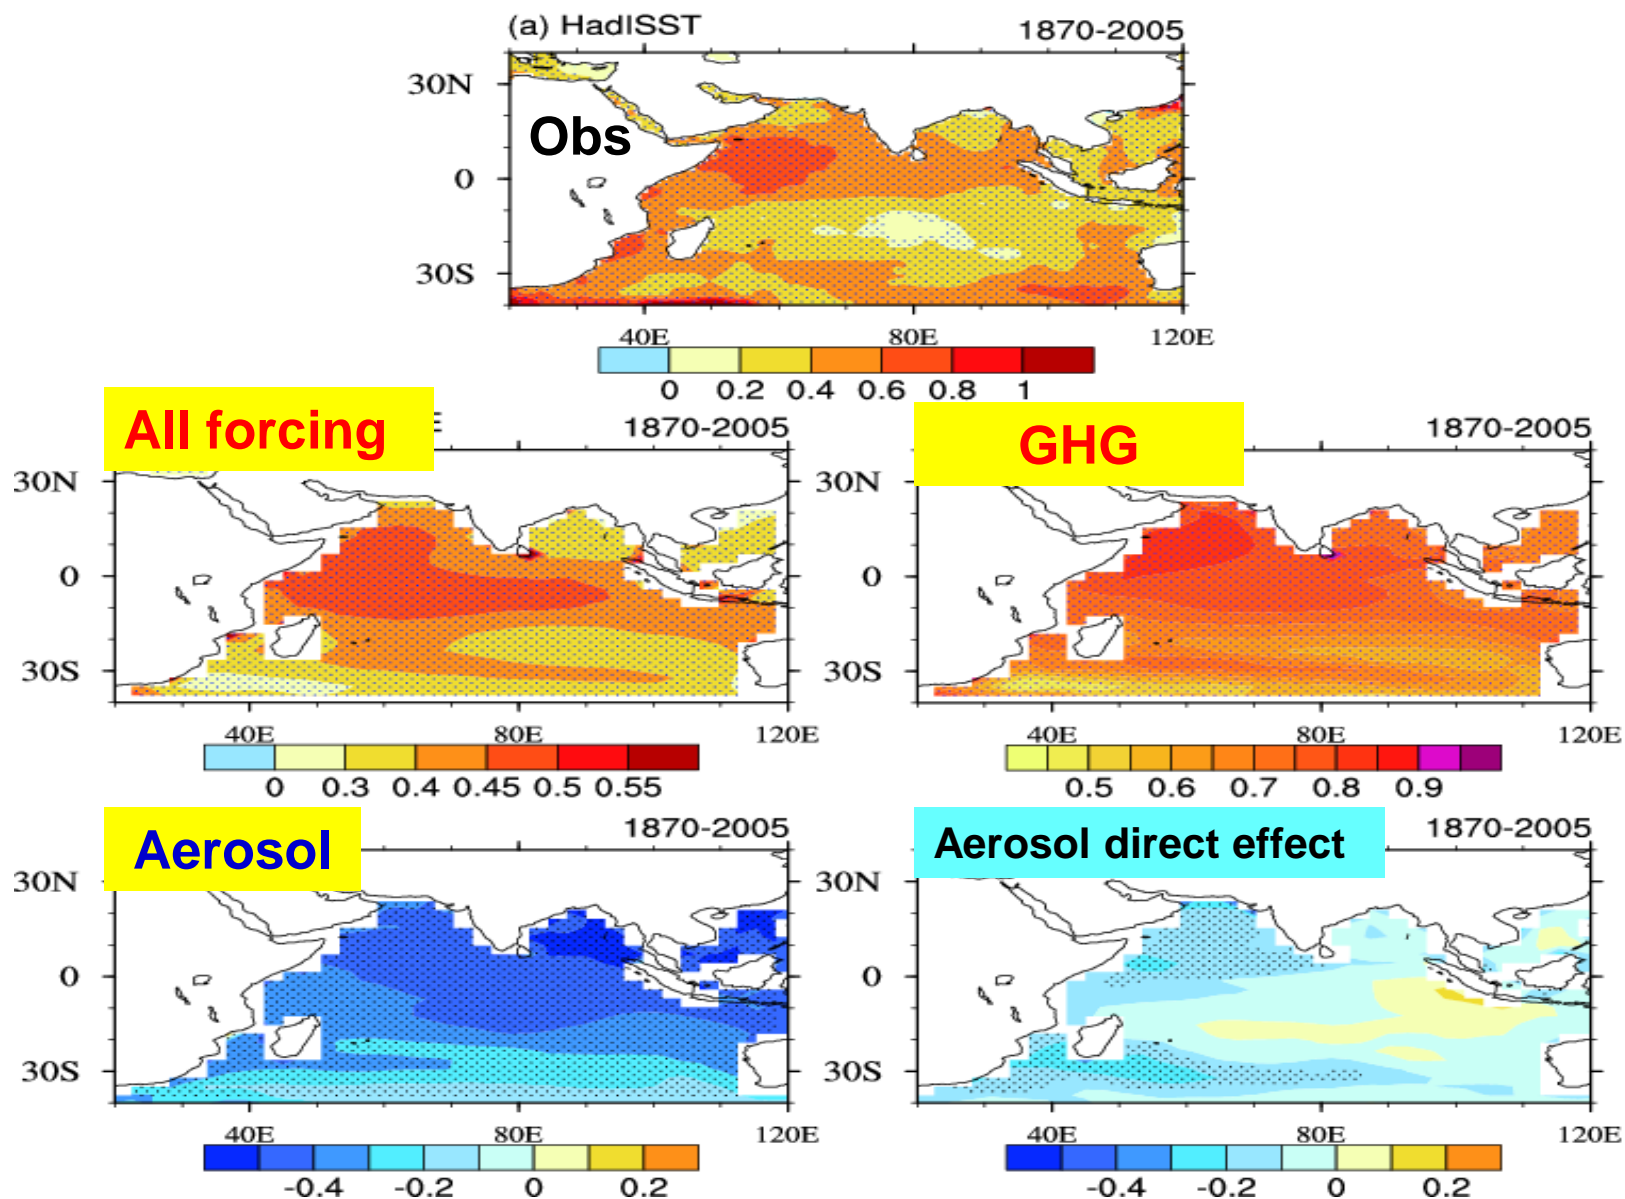 (a) HadISST 1870-2005
30N
Obs
0
30S
40E 80E 120E
0 0.2 0.4 0.6 0.8 1
All forcing 1870-2005
30N
0
30S
40E 80E 120E
0 0.3 0.4 0.45 0.5 0.55
GHG 1870-2005
30N
0
30S
40E 80E 120E
0.5 0.6 0.7 0.8 0.9
Aerosol 1870-2005
30N
0
30S
40E 80E 120E
-0.4 -0.2 0 0.2
Aerosol direct effect 1870-2005
30N
0
30S
40E 80E 120E
-0.4 -0.2 0 0.2